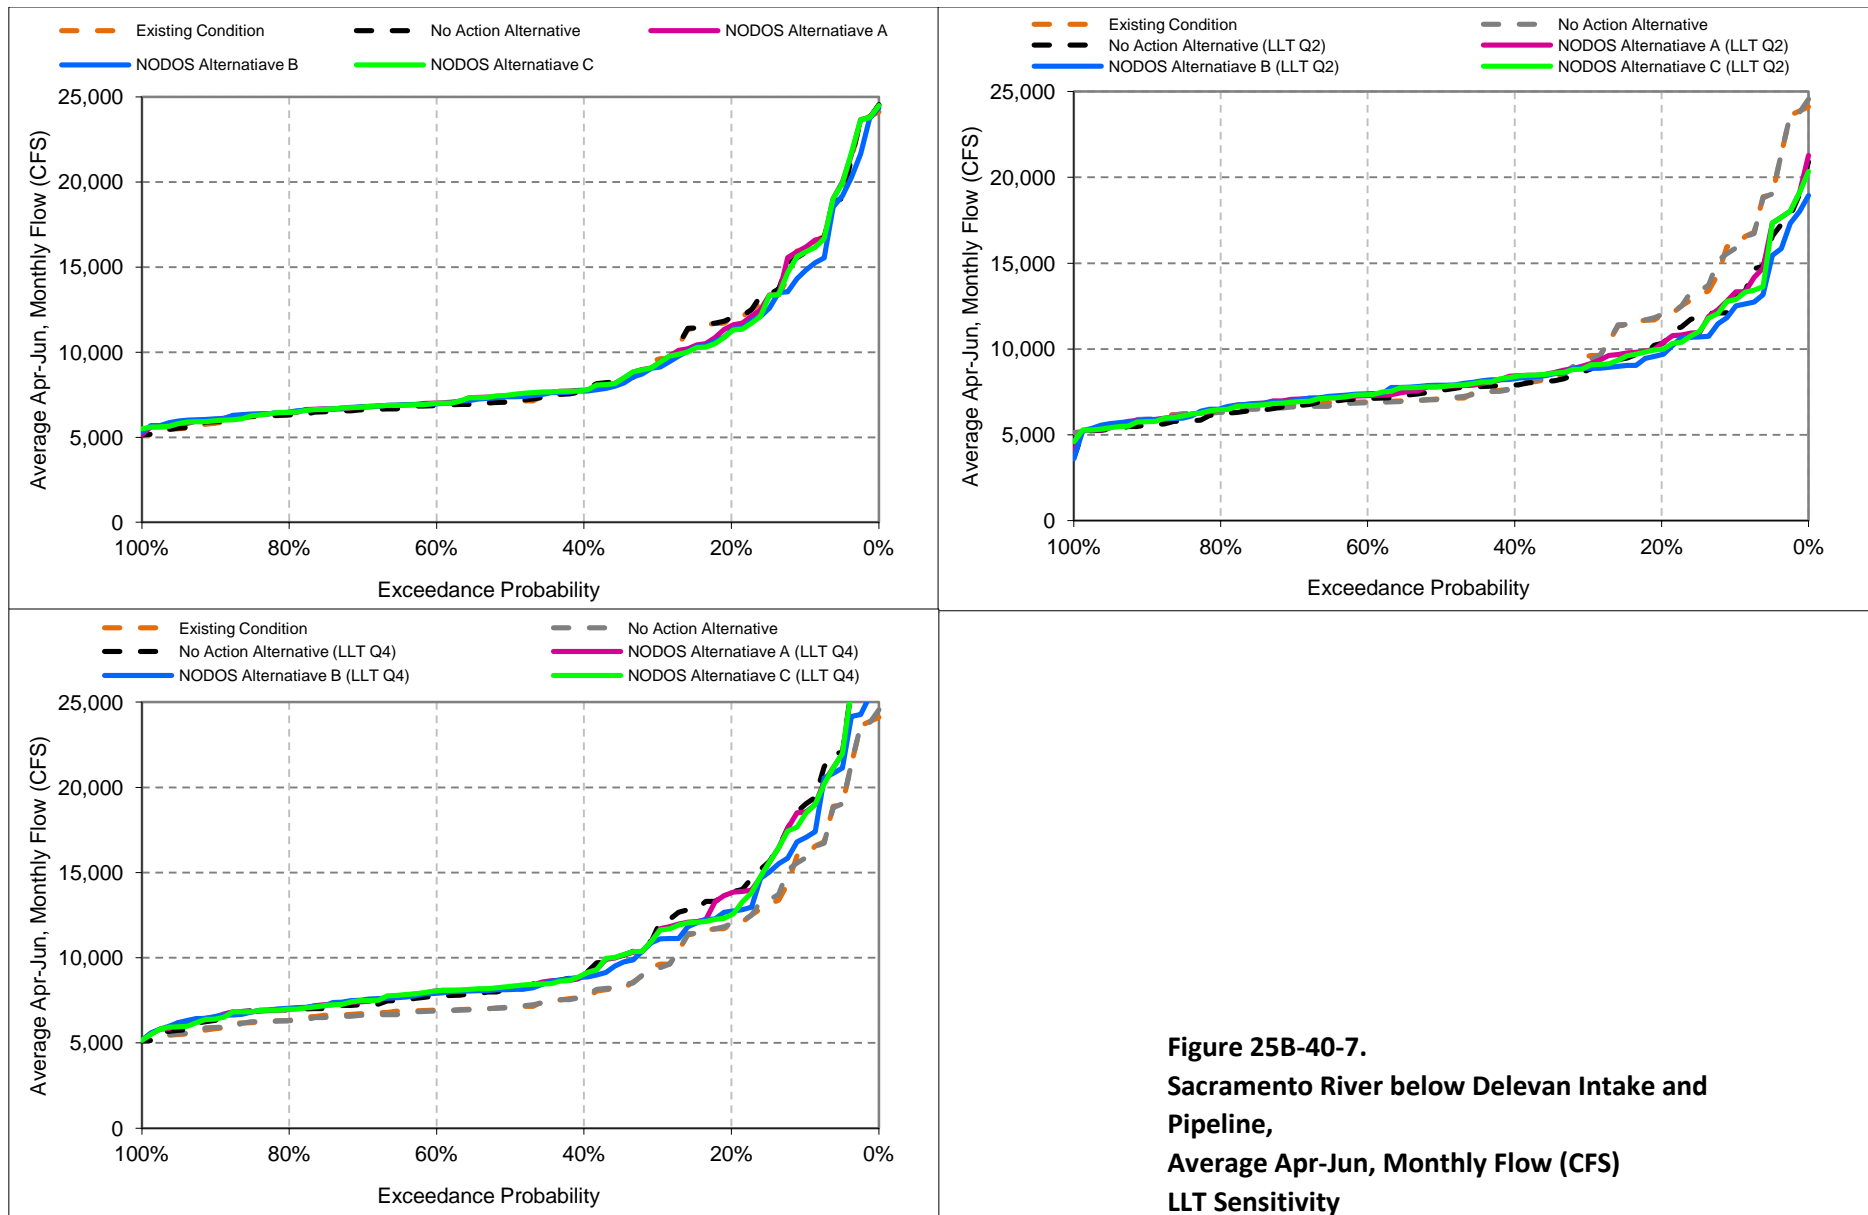 Existing Condition No Action Alternative NODOS Alternatiave A
NODOS Alternatiave B NODOS Alternatiave C
25,000
20,000
15,000
10,000
5,000
0
100% 80% 60% 40% 20% 0%
Average Apr-Jun, Monthly Flow (CFS)
Exceedance Probability
Existing Condition No Action Alternative
No Action Alternative (LLT Q2) NODOS Alternatiave A (LLT Q2)
NODOS Alternatiave B (LLT Q2) NODOS Alternatiave C (LLT Q2)
25,000
20,000
15,000
10,000
5,000
0
100% 80% 60% 40% 20% 0%
Average Apr-Jun, Monthly Flow (CFS)
Exceedance Probability
Existing Condition No Action Alternative
No Action Alternative (LLT Q4) NODOS Alternatiave A (LLT Q4)
NODOS Alternatiave B (LLT Q4) NODOS Alternatiave C (LLT Q4)
25,000
20,000
15,000
10,000
5,000
0
100% 80% 60% 40% 20% 0%
Average Apr-Jun, Monthly Flow (CFS)
Exceedance Probability
Figure 25B-40-7.
Sacramento River below Delevan Intake and
Pipeline,
Average Apr-Jun, Monthly Flow (CFS)
LLT Sensitivity